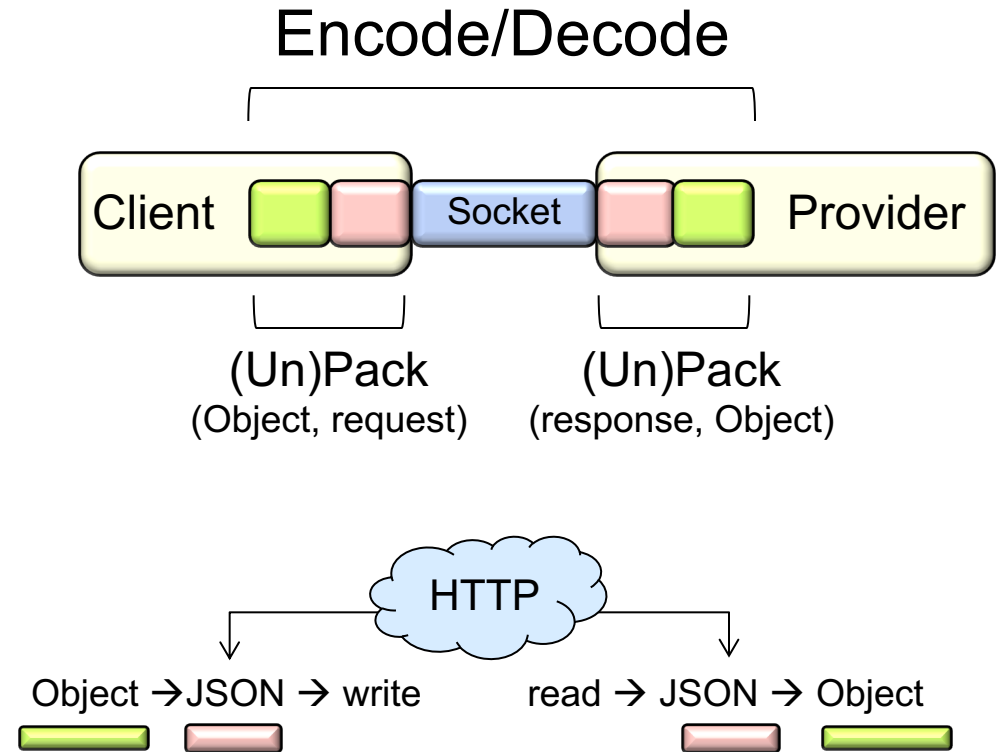 Encode/Decode
Client
Socket
Provider
(Un)Pack
(Object, request)
(Un)Pack
(response, Object)
HTTP
Object →JSON → write
read → JSON → Object